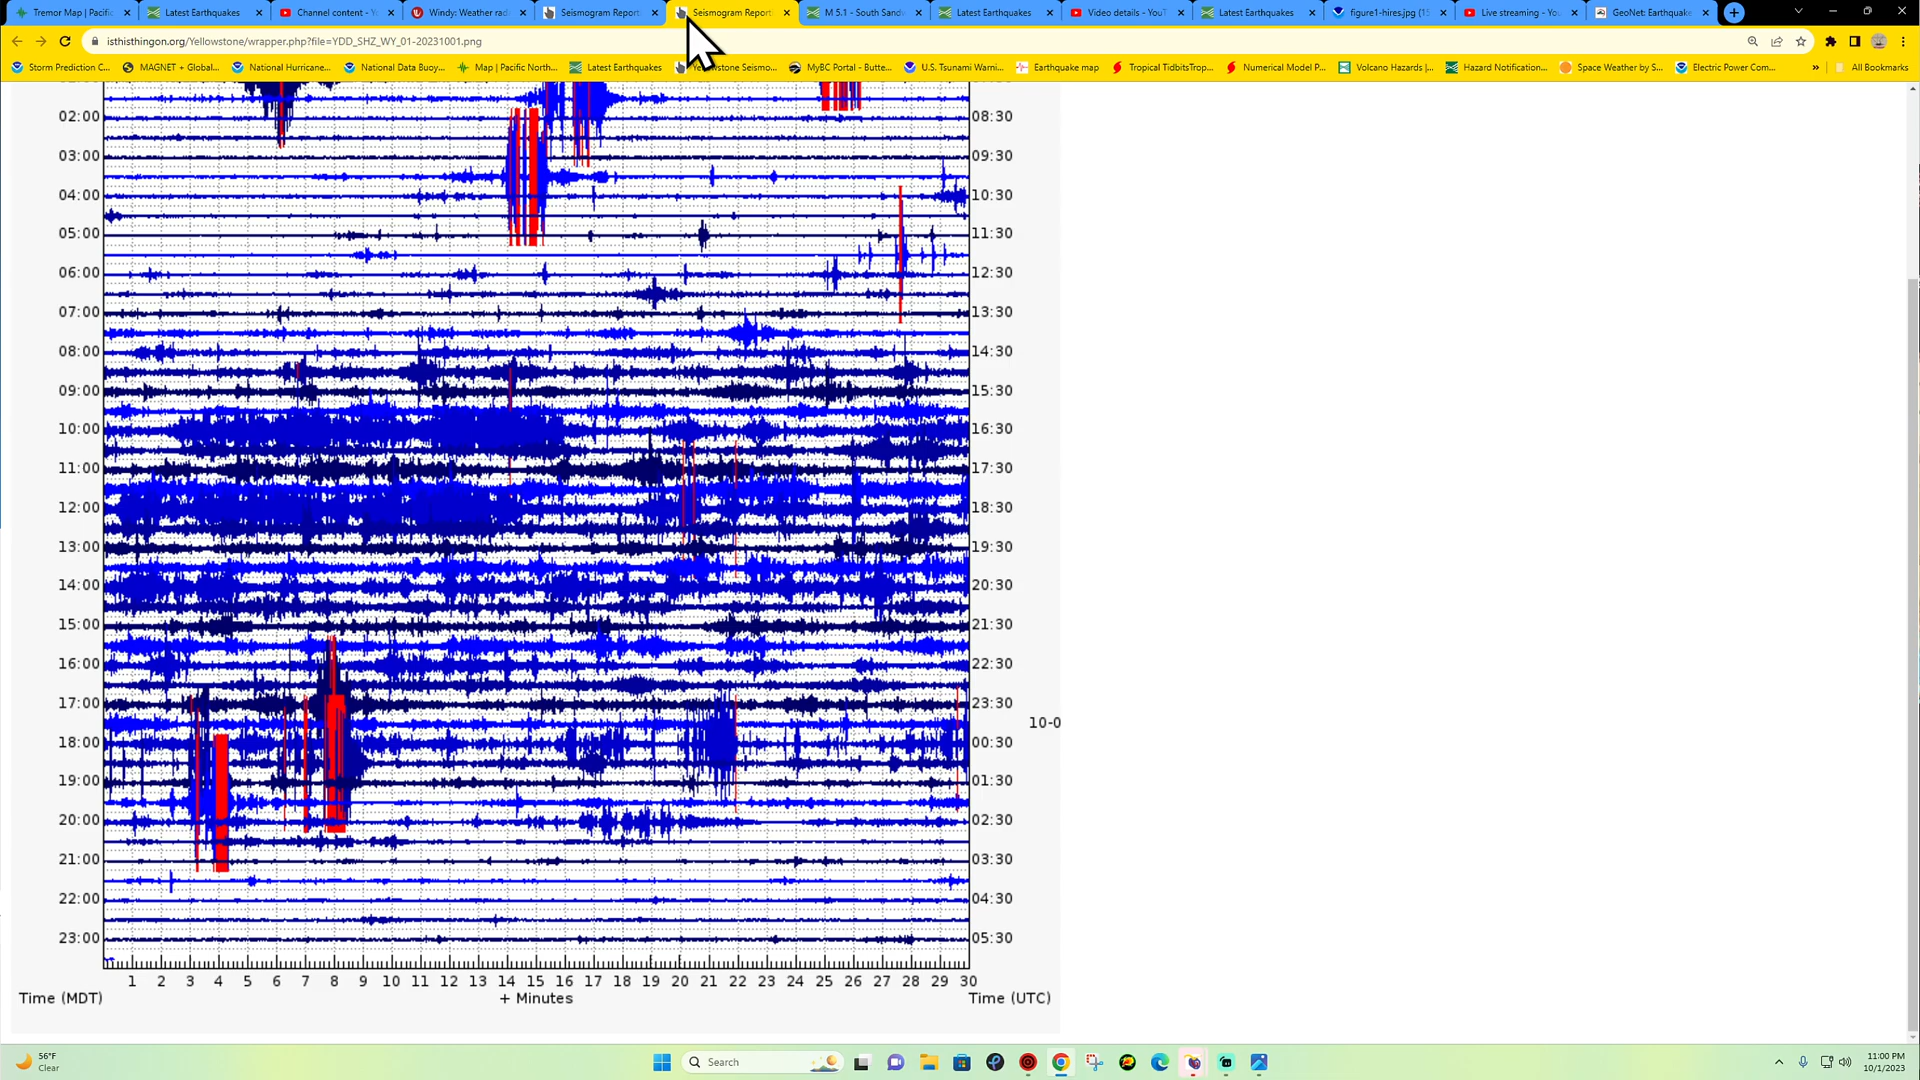 Tremor Map | Pacific Latest Earthquakes Channel content - Y Windy: Weather rad Seismogram Report Seismogram Report M 5.1 - South Sand Latest Earthquakes Video details - YouT Latest Earthquakes figure1-hires.jpg (15 Live streaming - You GeoNet: Earthquake
isthisthingon.org/Yellowstone/wrapper.php?file=YDD_SHZ_WY_01-20231001.png
Storm Prediction C... MAGNET + Global... National Hurricane... National Data Buoy... Map | Pacific North... Latest Earthquakes Yellowstone Seismo... MyBC Portal - Butte... U.S. Tsunami Warni... Earthquake map Tropical TidbitsTrop... Numerical Model P... Volcano Hazards |... Hazard Notification... Space Weather by S... Electric Power Com... » All Bookmarks
02:00 08:30
03:00 09:30
04:00 10:30
05:00 11:30
06:00 12:30
07:00 13:30
08:00 14:30
09:00 15:30
10:00 16:30
11:00 17:30
12:00 18:30
13:00 19:30
14:00 20:30
15:00 21:30
16:00 22:30
17:00 23:30
10-0
18:00 00:30
19:00 01:30
20:00 02:30
21:00 03:30
22:00 04:30
23:00 05:30
1 2 3 4 5 6 7 8 9 10 11 12 13 14 15 16 17 18 19 20 21 22 23 24 25 26 27 28 29 30
Time (MDT) + Minutes Time (UTC)
56°F
Clear
Search
11:00 PM
10/1/2023